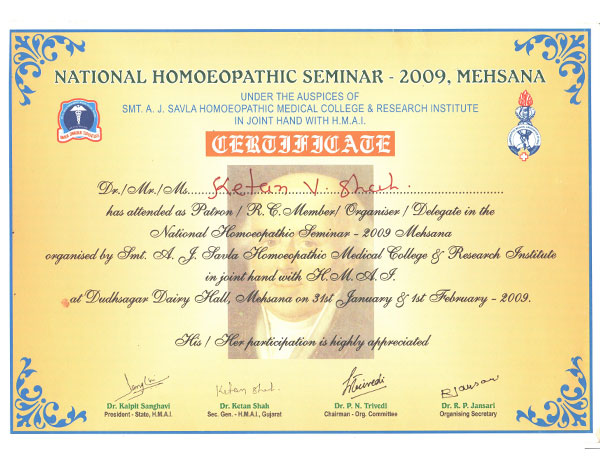 NATIONAL HOMOEOPATHIC SEMINAR - 2009, MEHSANA
UNDER THE AUSPICES OF
SMT. A. J. SAVLA HOMOEOPATHIC MEDICAL COLLEGE & RESEARCH INSTITUTE
IN JOINT HAND WITH H.M.A.I.
CERTIFICATE
Dr./Mr./Ms. Ketan V. Shah.
has attended as Patron / R.C.Member/ Organiser / Delegate in the
National Homoeopathic Seminar - 2009 Mehsana
organised by Smt. A. J. Savla Homoeopathic Medical College & Research Institute
in joint hand with H.M.A.I.
at Dudhsagar Dairy Hall, Mehsana on 31st January & 1st February - 2009.
His / Her participation is highly appreciated
Ketan Shah. PTrivedi RJansari
Dr. Kalpit Sanghavi Dr. Ketan Shah Dr. P. N. Trivedi Dr. R. P. Jansari
President - State, H.M.A.I. Sec. Gen. - H.M.A.I., Gujarat Chairman - Org. Committee Organising Secretary